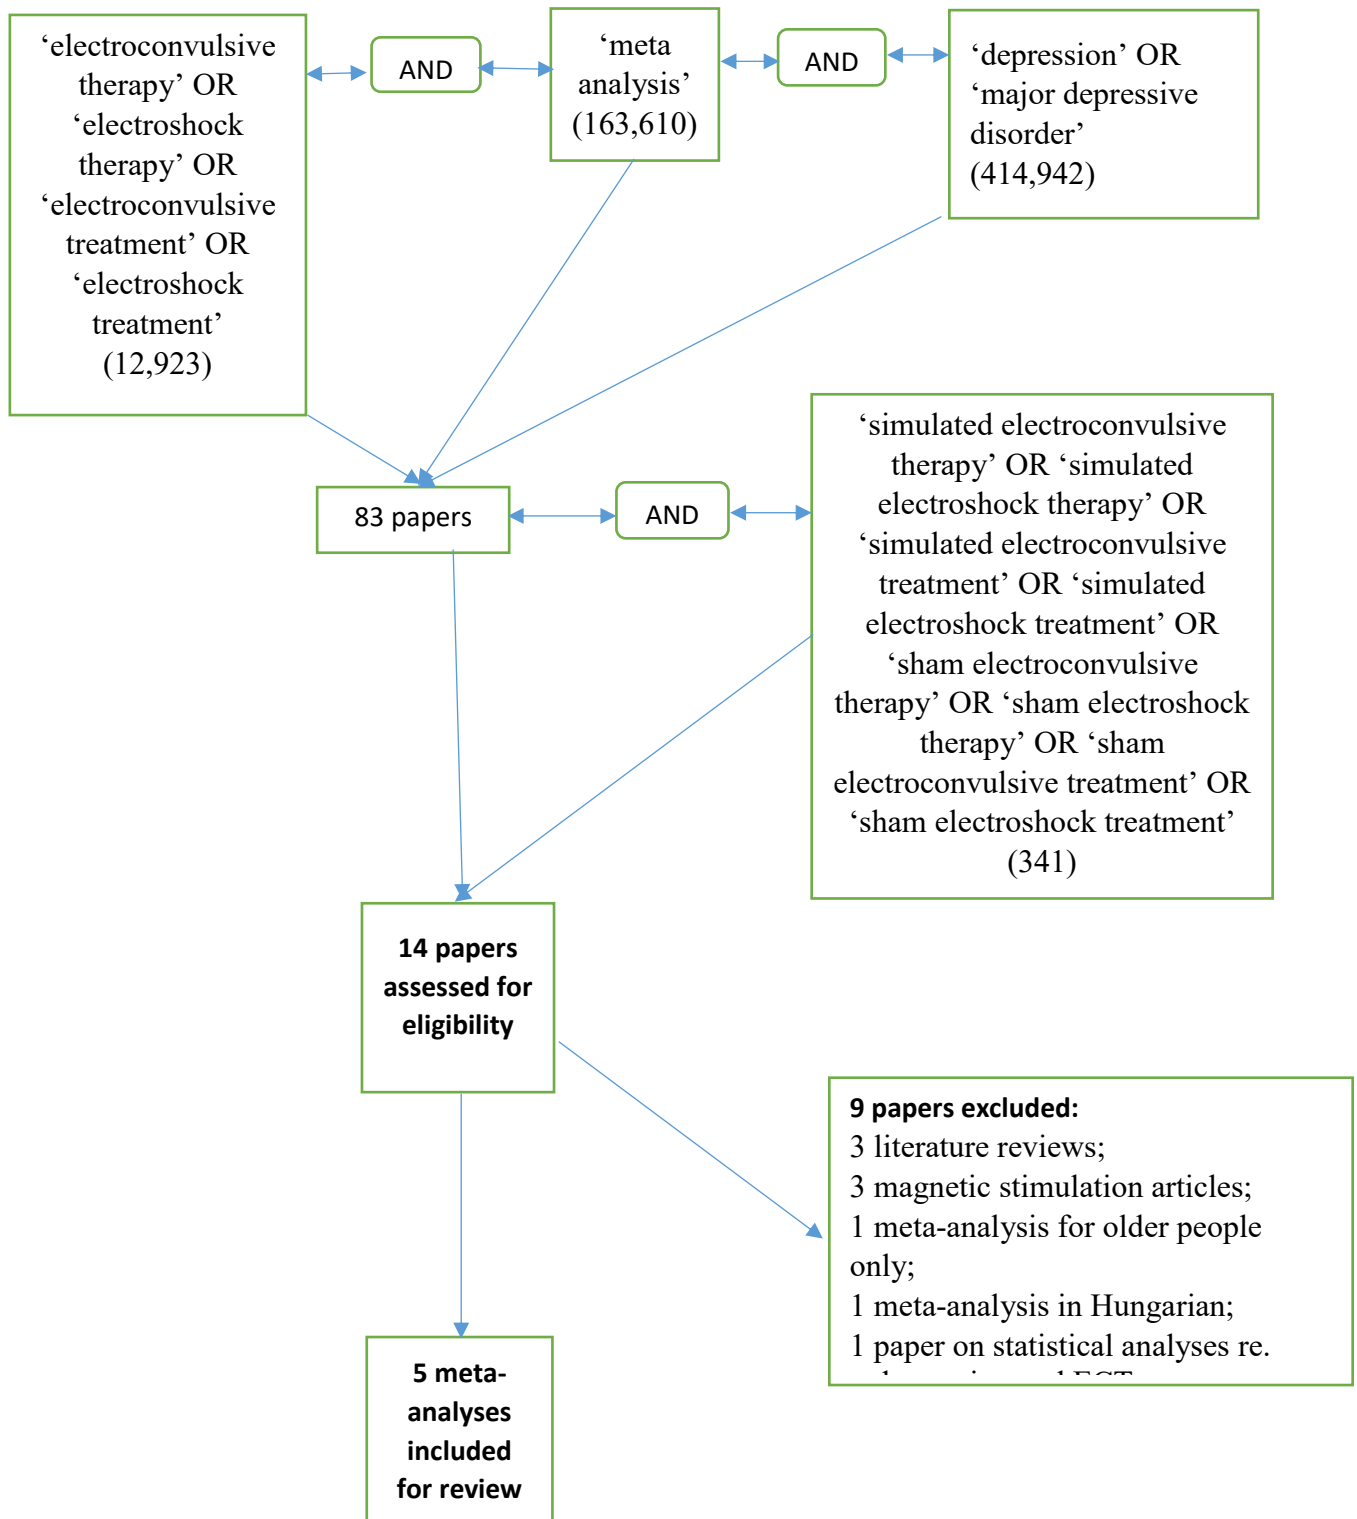 ‘electroconvulsive
therapy’ OR
‘electroshock
therapy’ OR
‘electroconvulsive
treatment’ OR
‘electroshock
treatment’
(12,923)
AND
‘meta
analysis’
(163,610)
AND
‘depression’ OR
‘major depressive
disorder’
(414,942)
83 papers
AND
‘simulated electroconvulsive
therapy’ OR ‘simulated
electroshock therapy’ OR
‘simulated electroconvulsive
treatment’ OR ‘simulated
electroshock treatment’ OR
‘sham electroconvulsive
therapy’ OR ‘sham electroshock
therapy’ OR ‘sham
electroconvulsive treatment’ OR
‘sham electroshock treatment’
(341)
14 papers
assessed for
eligibility
9 papers excluded:
3 literature reviews;
3 magnetic stimulation articles;
1 meta-analysis for older people
only;
1 meta-analysis in Hungarian;
1 paper on statistical analyses re.
5 meta-
analyses
included
for review